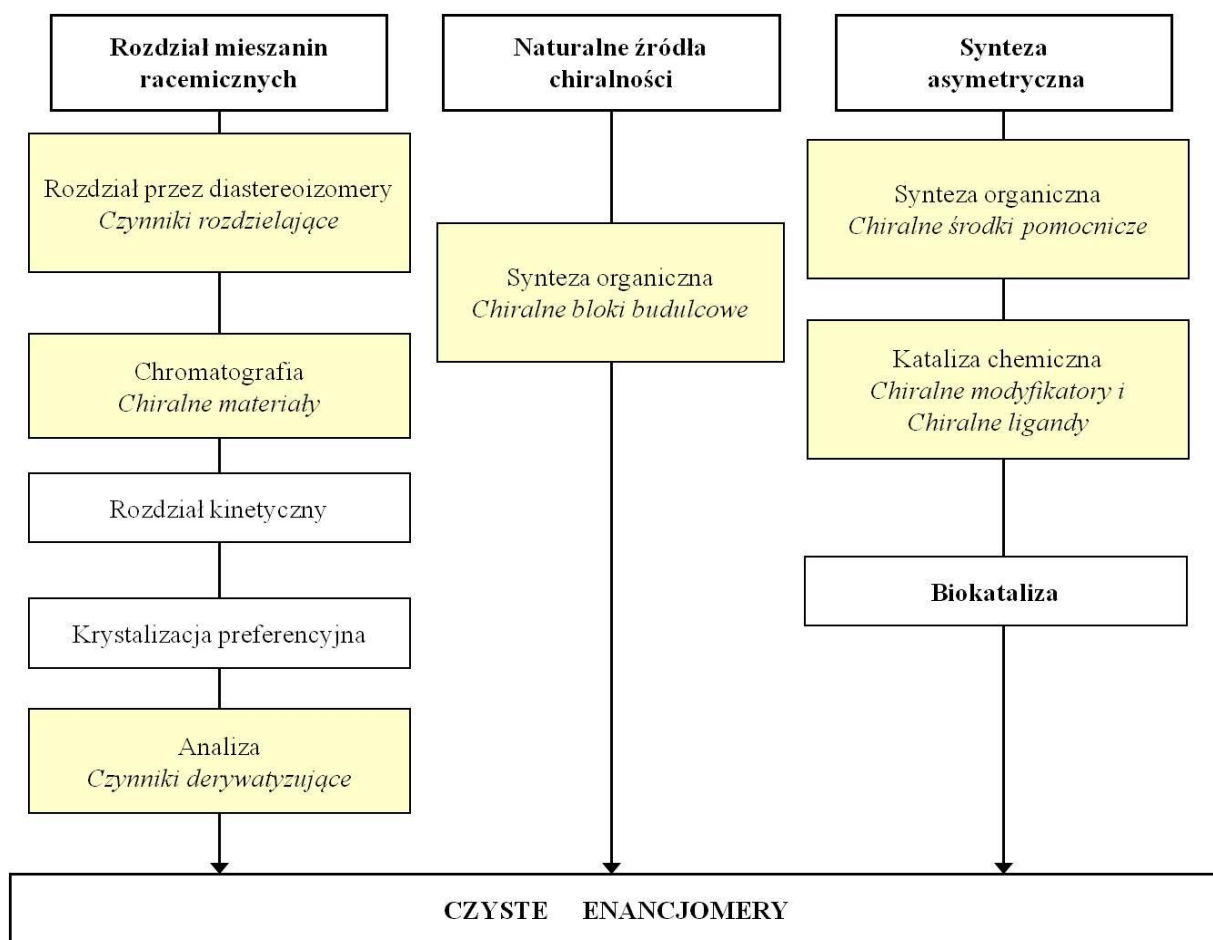 Rozdział mieszanin
racemicznych
Rozdział przez diastereoizomery
Czynniki rozdzielające
Chromatografia
Chiralne materiały
Rozdział kinetyczny
Krystalizacja preferencyjna
Analiza
Czynniki derywatyzujące
Naturalne źródła
chiralności
Synteza organiczna
Chiralne bloki budulcowe
Synteza
asymetryczna
Synteza organiczna
Chiralne środki pomocnicze
Kataliza chemiczna
Chiralne modyfikatory i
Chiralne ligandy
Biokataliza
CZYSTE ENANCJOMERY